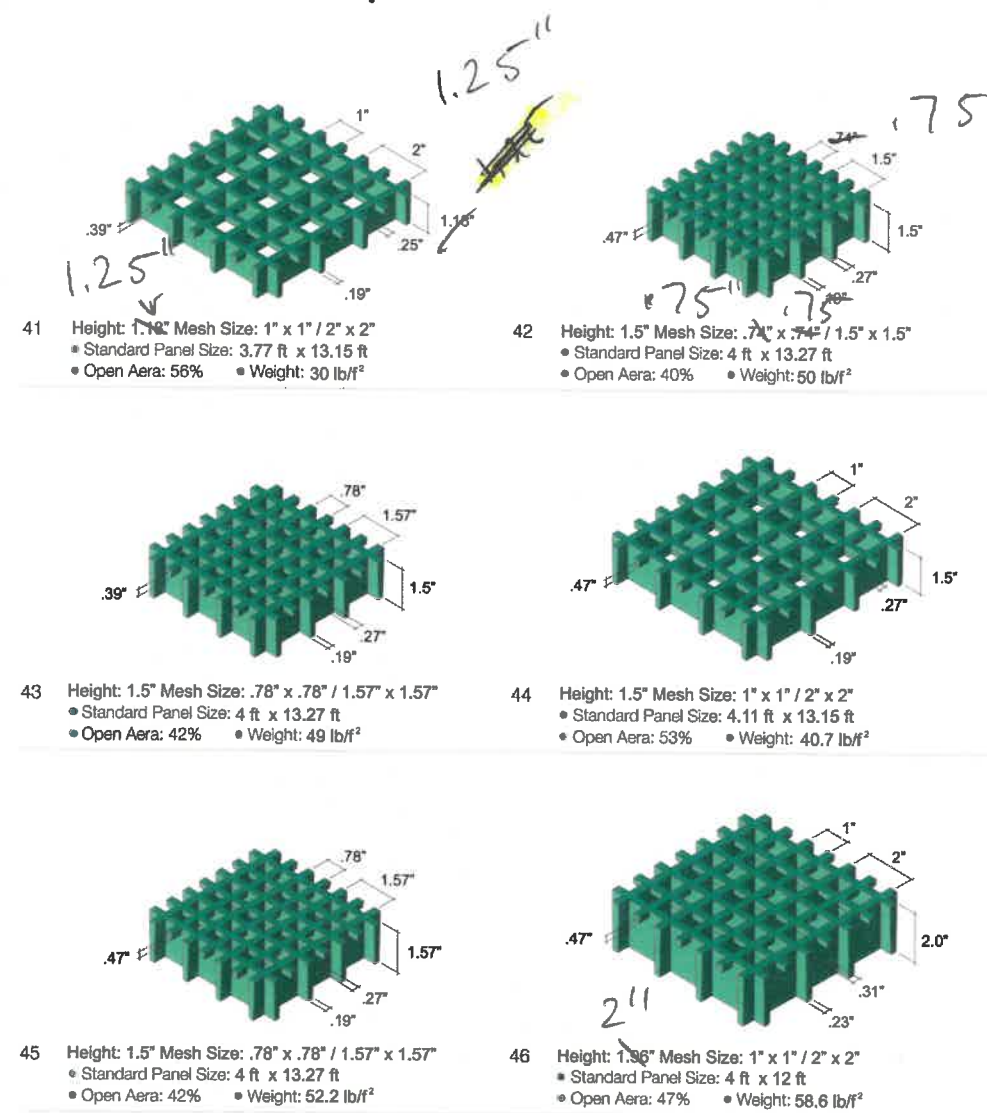 1.25"
1"
2"
1.18"
.39"
.25"
.19"
1.25"
41 Height: 1.18" Mesh Size: 1" x 1" / 2" x 2"
• Standard Panel Size: 3.77 ft x 13.15 ft
• Open Aera: 56% • Weight: 30 lb/f²
.75
.74"
1.5"
1.5"
.47"
.27"
.19"
.75" .75
42 Height: 1.5" Mesh Size: .74" x .74" / 1.5" x 1.5"
• Standard Panel Size: 4 ft x 13.27 ft
• Open Aera: 40% • Weight: 50 lb/f²
.78"
1.57"
.39"
1.5"
.27"
.19"
43 Height: 1.5" Mesh Size: .78" x .78" / 1.57" x 1.57"
• Standard Panel Size: 4 ft x 13.27 ft
• Open Aera: 42% • Weight: 49 lb/f²
1"
2"
.47"
1.5"
.27"
.19"
44 Height: 1.5" Mesh Size: 1" x 1" / 2" x 2"
• Standard Panel Size: 4.11 ft x 13.15 ft
• Open Aera: 53% • Weight: 40.7 lb/f²
.78"
1.57"
.47"
1.57"
.27"
.19"
45 Height: 1.5" Mesh Size: .78" x .78" / 1.57" x 1.57"
• Standard Panel Size: 4 ft x 13.27 ft
• Open Aera: 42% • Weight: 52.2 lb/f²
1"
2"
.47"
2.0"
.31"
.23"
2"
46 Height: 1.96" Mesh Size: 1" x 1" / 2" x 2"
• Standard Panel Size: 4 ft x 12 ft
• Open Aera: 47% • Weight: 58.6 lb/f²